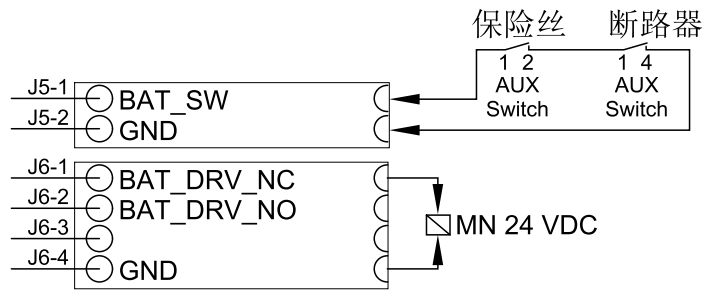 保险丝 断路器
1 2 1 4
AUX AUX
Switch Switch
J5-1 BAT_SW
J5-2 GND
J6-1 BAT_DRV_NC
J6-2 BAT_DRV_NO
J6-3
MN 24 VDC
J6-4 GND